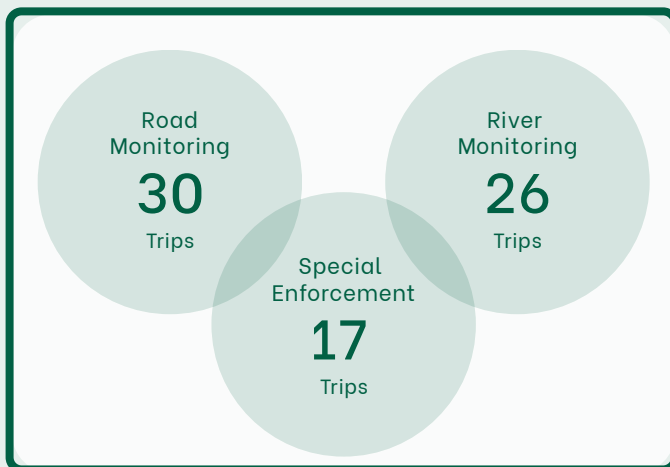 Road
Monitoring
30
Trips
River
Monitoring
26
Trips
Special
Enforcement
17
Trips